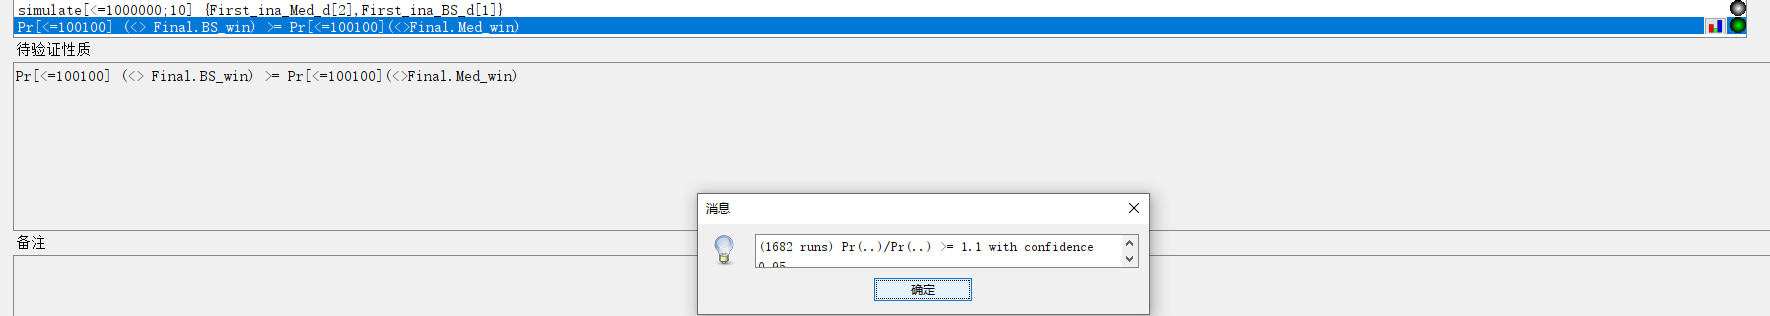 simulate[<=1000000;10] {First_ina_Med_d[2],First_ina_BS_d[1]}
Pr[<=100100] (<> Final.BS_win) >= Pr[<=100100](<>Final.Med_win)
待验证性质
Pr[<=100100] (<> Final.BS_win) >= Pr[<=100100](<>Final.Med_win)
消息
(1682 runs) Pr(..)/Pr(..) >= 1.1 with confidence
0.95
确定
备注